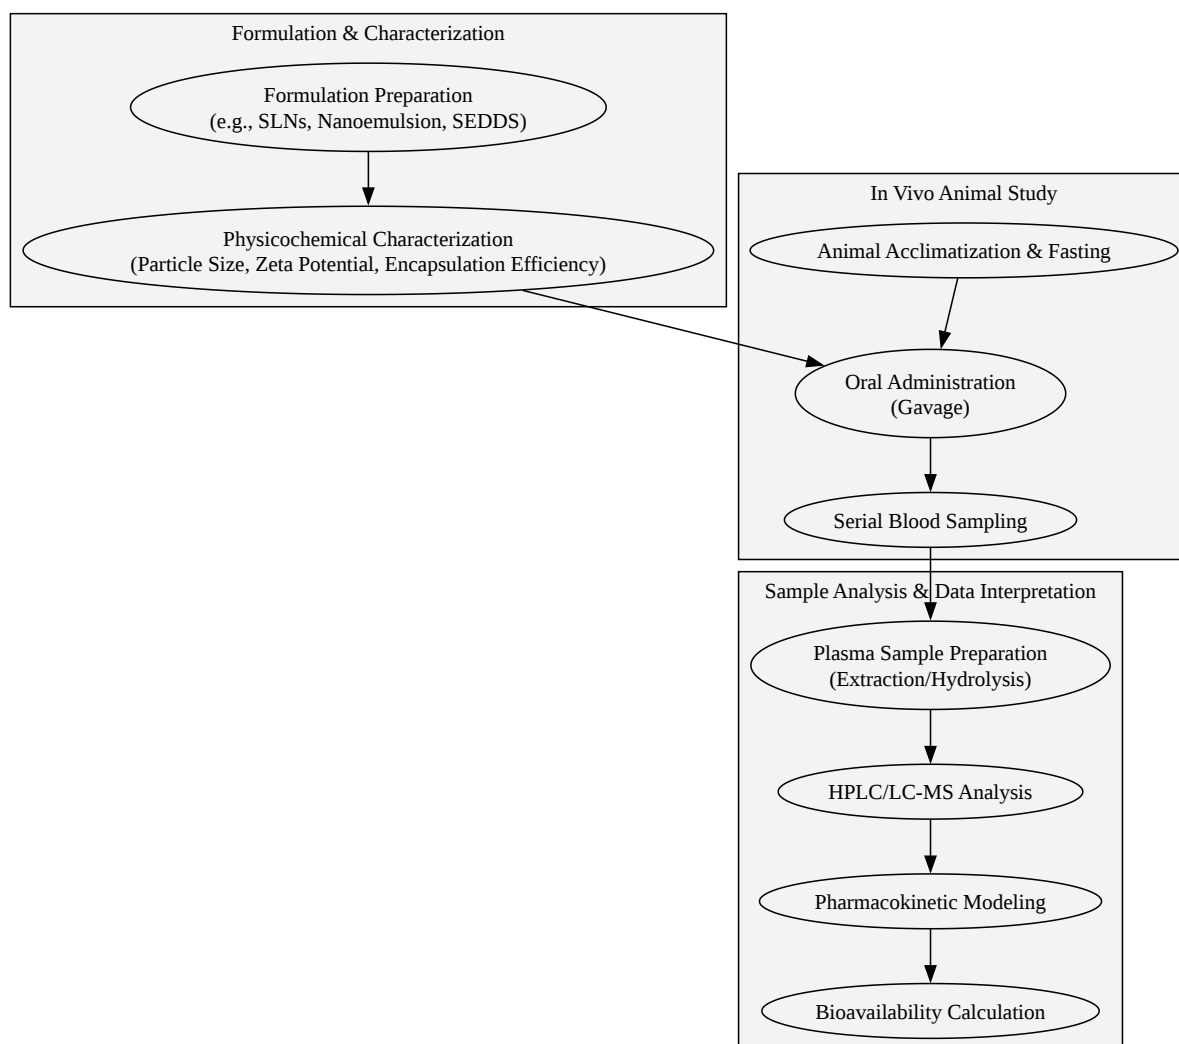 Formulation & Characterization
Formulation Preparation
(e.g., SLNs, Nanoemulsion, SEDDS)
Physicochemical Characterization
(Particle Size, Zeta Potential, Encapsulation Efficiency)
In Vivo Animal Study
Animal Acclimatization & Fasting
Oral Administration
(Gavage)
Serial Blood Sampling
Sample Analysis & Data Interpretation
Plasma Sample Preparation
(Extraction/Hydrolysis)
HPLC/LC-MS Analysis
Pharmacokinetic Modeling
Bioavailability Calculation